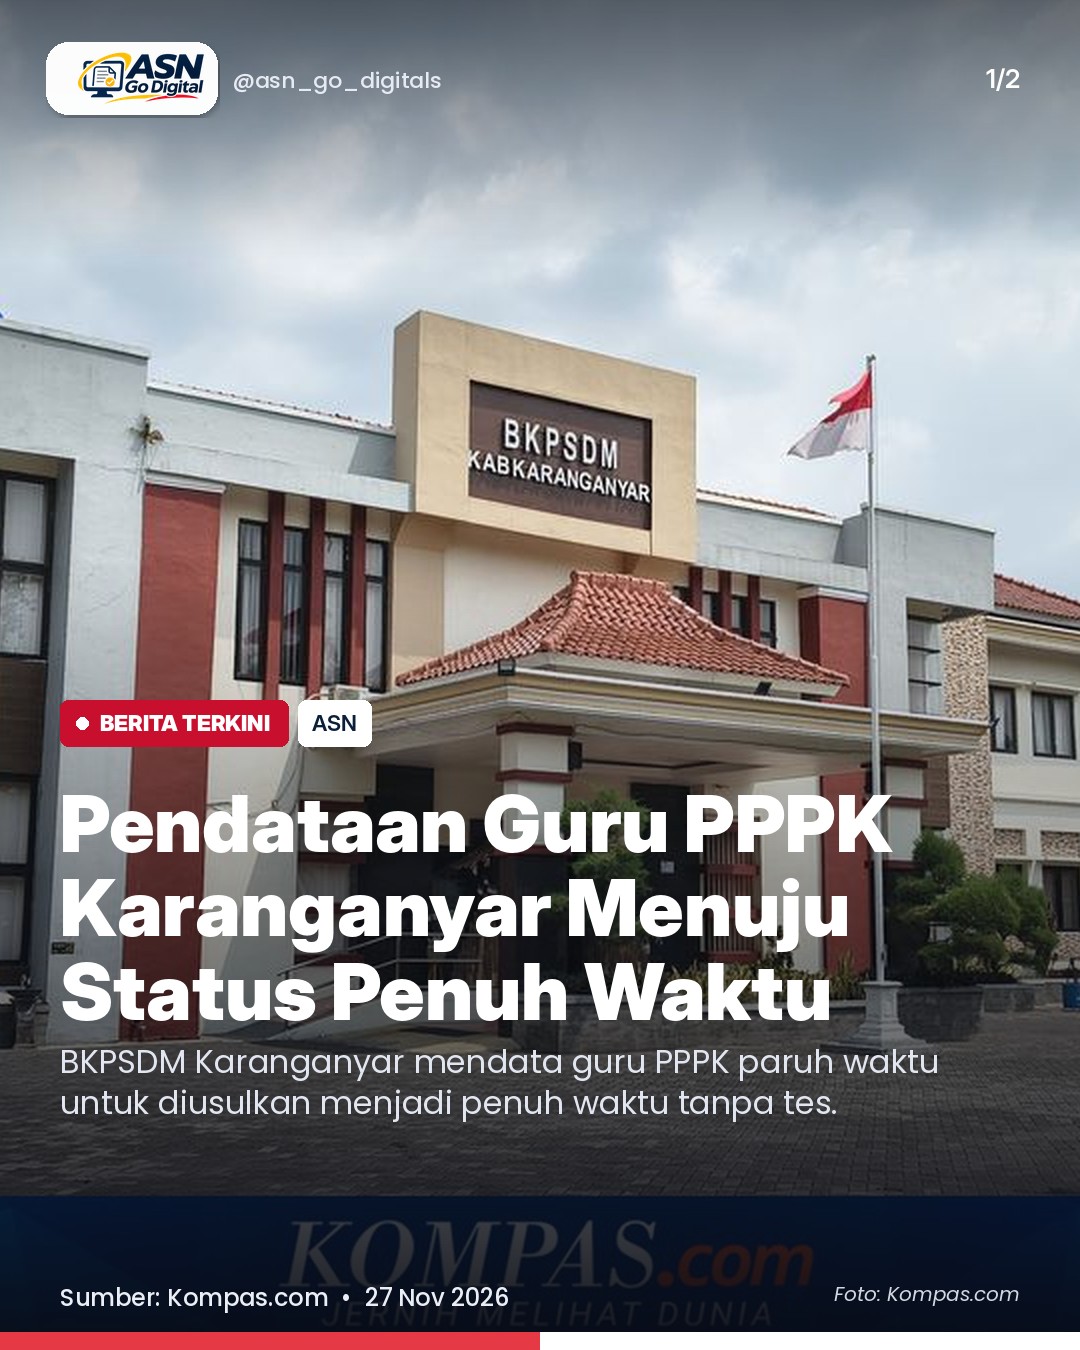 ASN
Go Digital
@asn_go_digitals
1/2
BKPSDM
KABKARANGANYAR
BERITA TERKINI
ASN
Pendataan Guru PPPK
Karanganyar Menuju
Status Penuh Waktu
BKPSDM Karanganyar mendata guru PPPK paruh waktu
untuk diusulkan menjadi penuh waktu tanpa tes.
KOMPAS.com
JERNIH MELIHAT DUNIA
Sumber: Kompas.com • 27 Nov 2026
Foto: Kompas.com